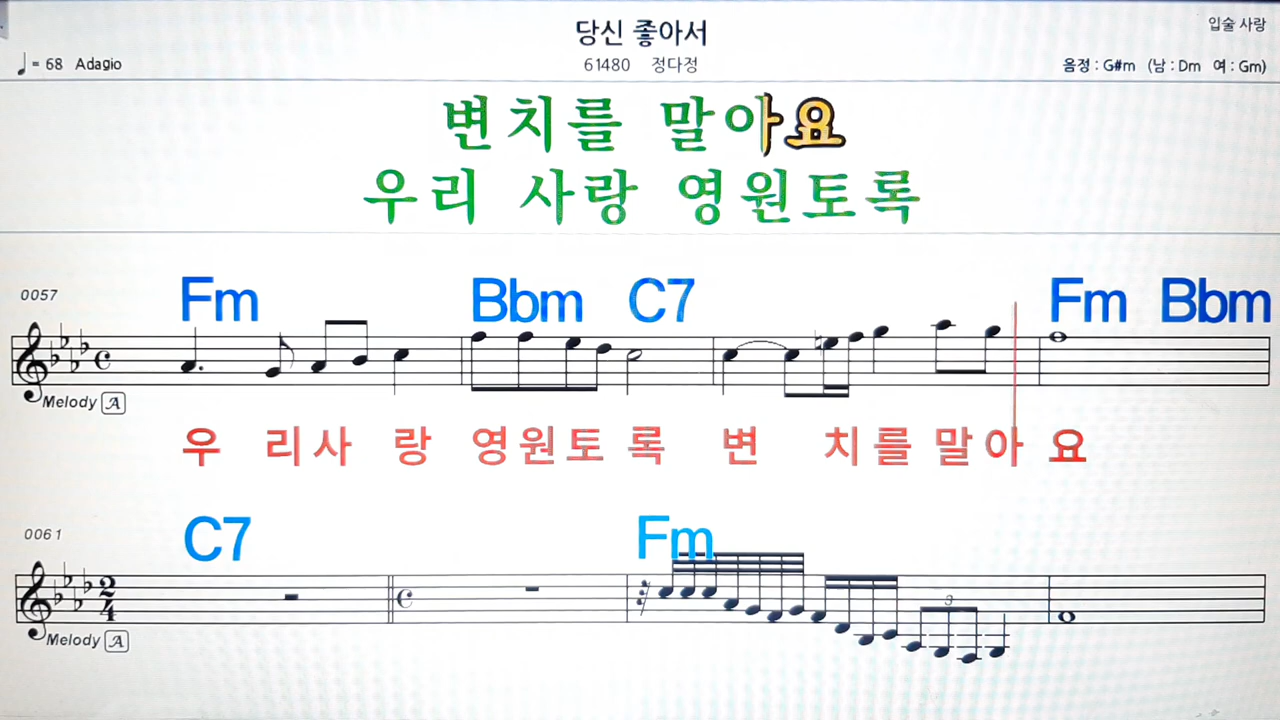 당신 좋아서
입술 사랑
♩ = 68 Adagio
61480 정다정
음정 : G#m (남 : Dm 여 : Gm)
변치를 말아요
우리 사랑 영원토록
0057
Fm Bbm C7 Fm Bbm
Melody A
우 리사 랑 영원토 록 변 치를 말아 요
0061
C7 Fm
2
4
3
Melody A